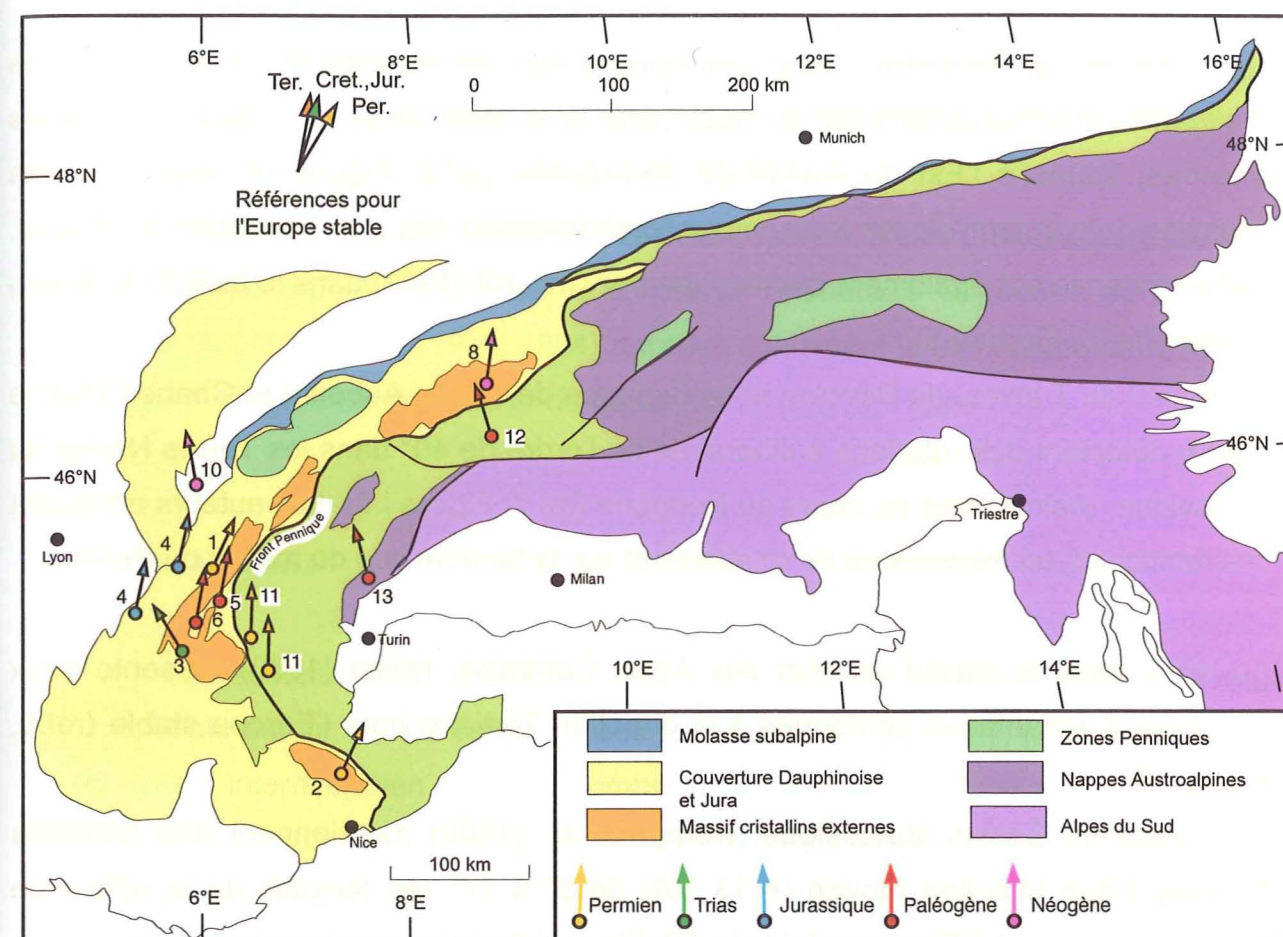 6°E
8°E
10°E
12°E
14°E
16°E
Ter.
Cret.,Jur.
Per.
0
100
200 km
Munich
48°N
48°N
Références pour
l'Europe stable
8
12
46°N
10
46°N
Front Pennique
Triestre
Lyon
4
1
Milan
4
5
11
13
6
Turin
3
11
10°E
12°E
14°E
2
Nice
100 km
6°E
8°E
Molasse subalpine
Zones Penniques
Couverture Dauphinoise
et Jura
Nappes Austroalpines
Massif cristallins externes
Alpes du Sud
Permien
Trias
Jurassique
Paléogène
Néogène